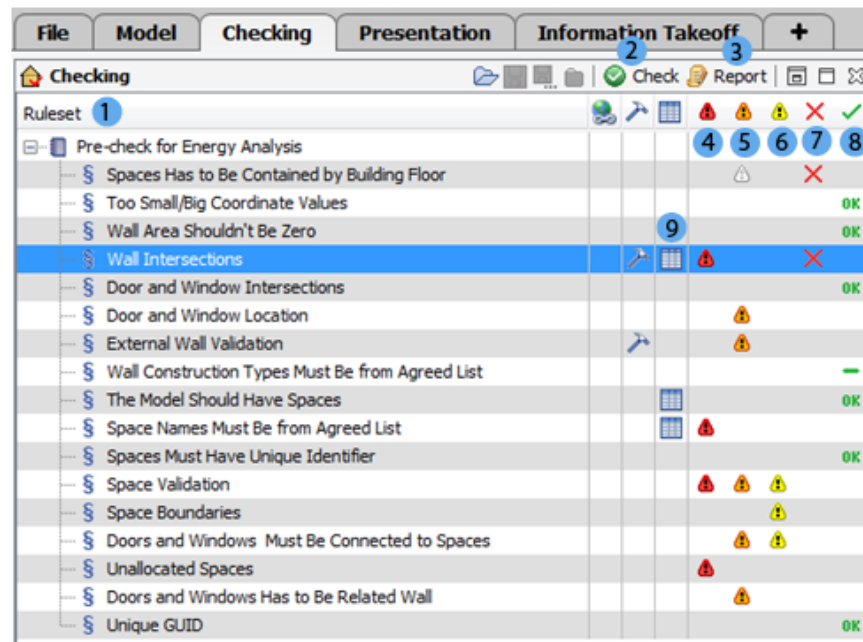 File Model Checking Presentation Information Takeoff +
2 3
Checking Check Report
Ruleset 1
4 5 6 7 8
Pre-check for Energy Analysis
§ Spaces Has to Be Contained by Building Floor
§ Too Small/Big Coordinate Values OK
§ Wall Area Shouldn't Be Zero OK
9
§ Wall Intersections
§ Door and Window Intersections OK
§ Door and Window Location
§ External Wall Validation
§ Wall Construction Types Must Be from Agreed List
§ The Model Should Have Spaces OK
§ Space Names Must Be from Agreed List
§ Spaces Must Have Unique Identifier OK
§ Space Validation
§ Space Boundaries
§ Doors and Windows Must Be Connected to Spaces
§ Unallocated Spaces
§ Doors and Windows Has to Be Related Wall
§ Unique GUID OK